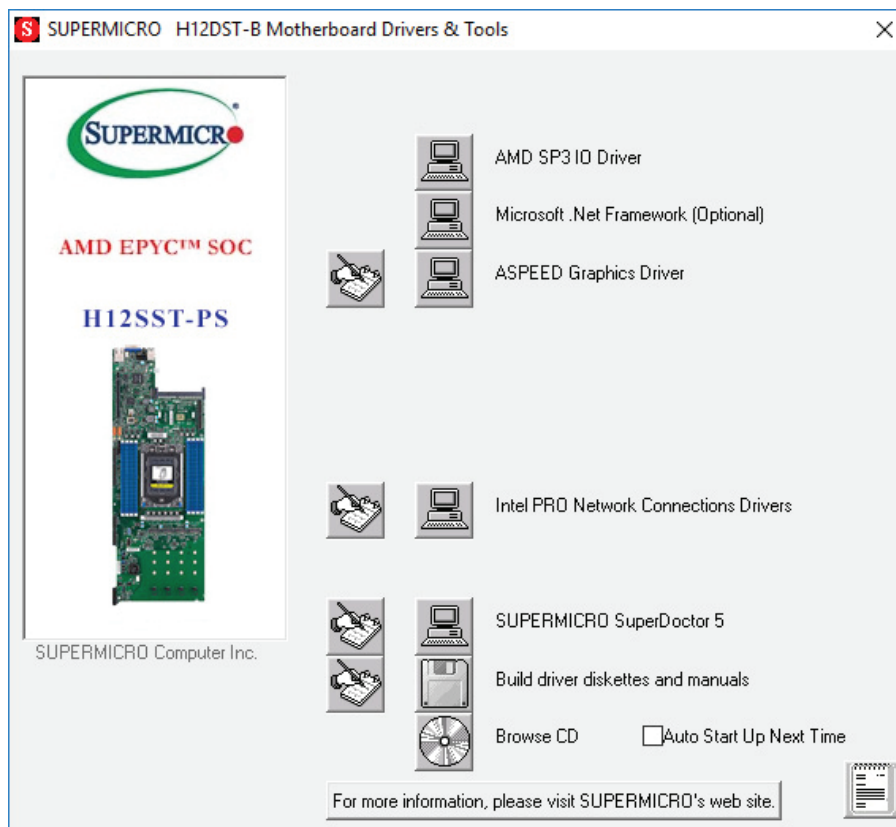 SUPERMICRO H12DST-B Motherboard Drivers & Tools
SUPERMICR
AMD EPYC™ SOC
H12SST-PS
SUPERMICRO Computer Inc.
AMD SP3 IO Driver
Microsoft .Net Framework (Optional)
ASPEED Graphics Driver
Intel PRO Network Connections Drivers
SUPERMICRO SuperDoctor 5
Build driver diskettes and manuals
Browse CD Auto Start Up Next Time
For more information, please visit SUPERMICRO's web site.